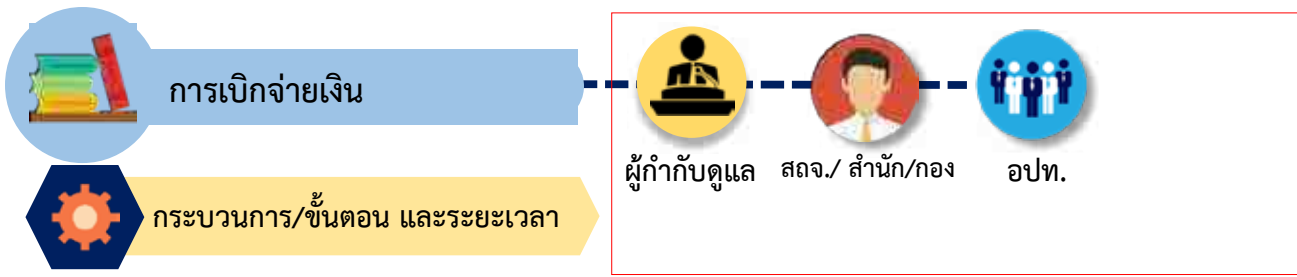 การเบิกจ่ายเงิน
ผู้กำกับดูแล
สถจ./ สำนัก/กอง
อปท.
กระบวนการ/ขั้นตอน และระยะเวลา